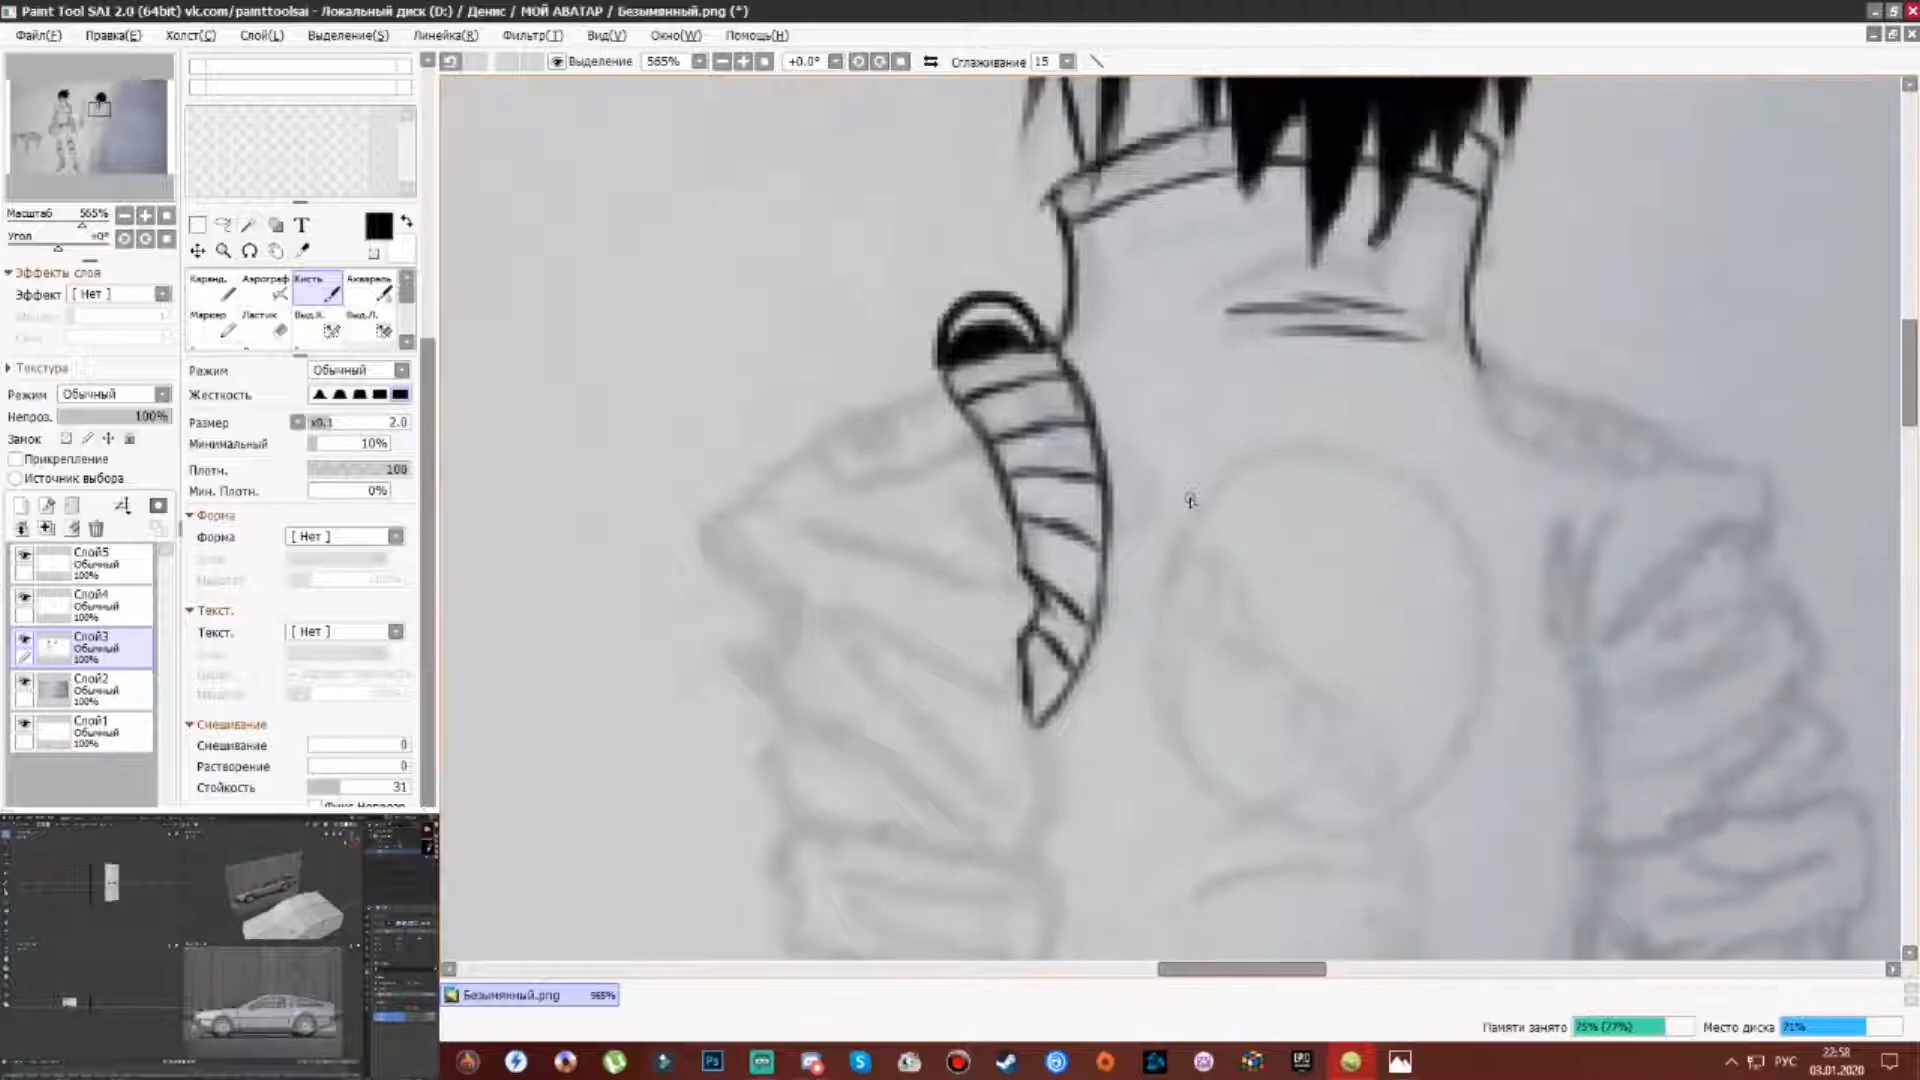 Paint Tool SAI 2.0 (64bit) vk.com/painttoolsai - Локальный диск (D:) / Денис / МОЙ АВАТАР / Безымянный.png (*)
Файл(F) Правка(E) Холст(C) Слой(L) Выделение(S) Линейка(R) Фильтр(T) Вид(V) Окно(W) Помощь(H)
Выделение 565% +0.0° Сглаживание 15
Масштаб 565%
Угол +0°
Эффекты слоя
Эффект [ Нет ]
Текстура
Режим Обычный
Непроз. 100%
Замок
Прикрепление
Источник выбора
Слой5
Обычный
100%
Слой4
Обычный
100%
Слой3
Обычный
100%
Слой2
Обычный
100%
Слой1
Обычный
100%
T
Каранд. Аэрограф Кисть Акварель
Маркер Ластик Выд.К. Выд.Л.
Режим Обычный
Жесткость
Размер x0.1 2.0
Минимальный 10%
Плотн. 100
Мин. Плотн. 0%
Форма
Форма [ Нет ]
Текст.
Текст. [ Нет ]
Смешивание
Смешивание 0
Растворение 0
Стойкость 31
Безымянный.png 565%
Памяти занято 75% (77%) Место диска 71%
Ps
EPIC
РУС
22:58
03.01.2020